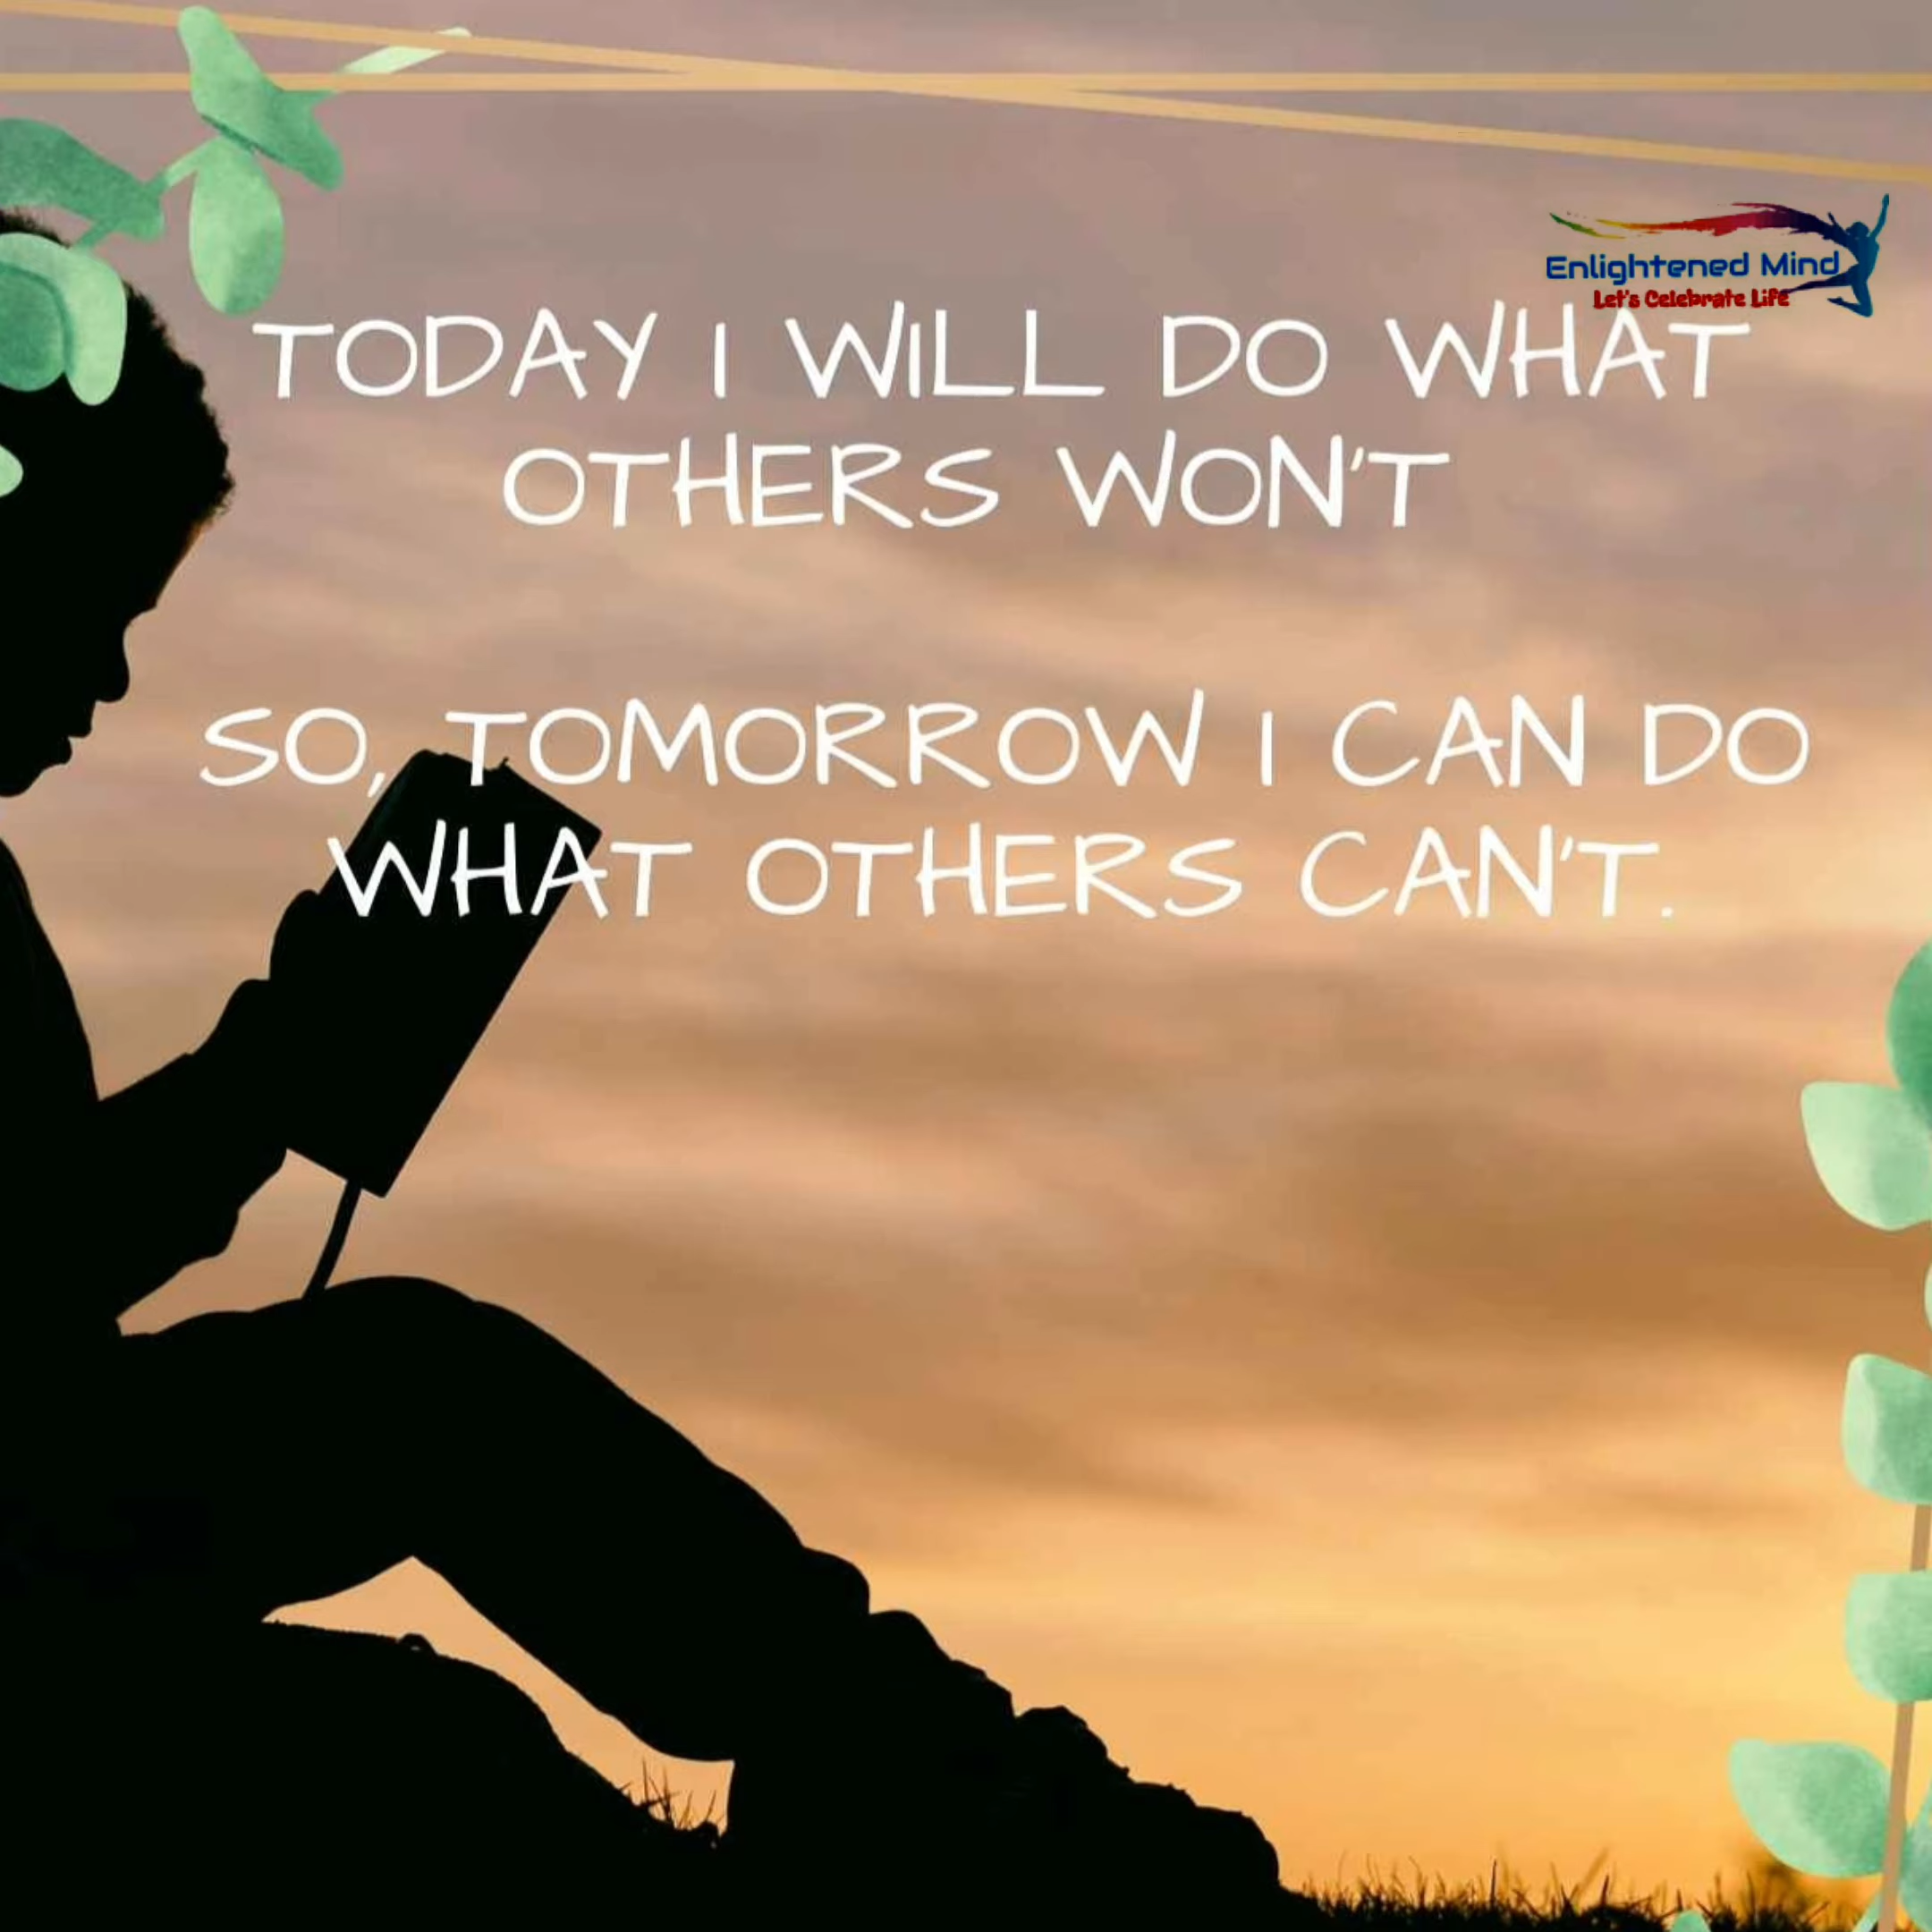 Enlightened Mind
Let's Celebrate Life
TODAY I WILL DO WHAT
OTHERS WON'T
SO, TOMORROW I CAN DO
WHAT OTHERS CAN'T.